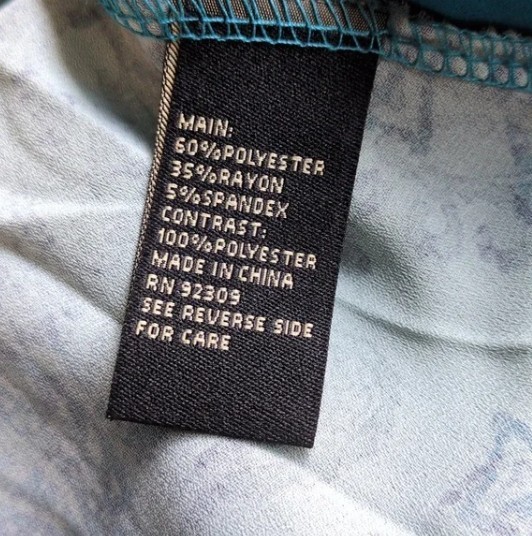 MAIN:
60%POLYESTER
35%RAYON
5%SPANDEX
CONTRAST:
100%POLYESTER
MADE IN CHINA
RN 92309
SEE REVERSE SIDE
FOR CARE